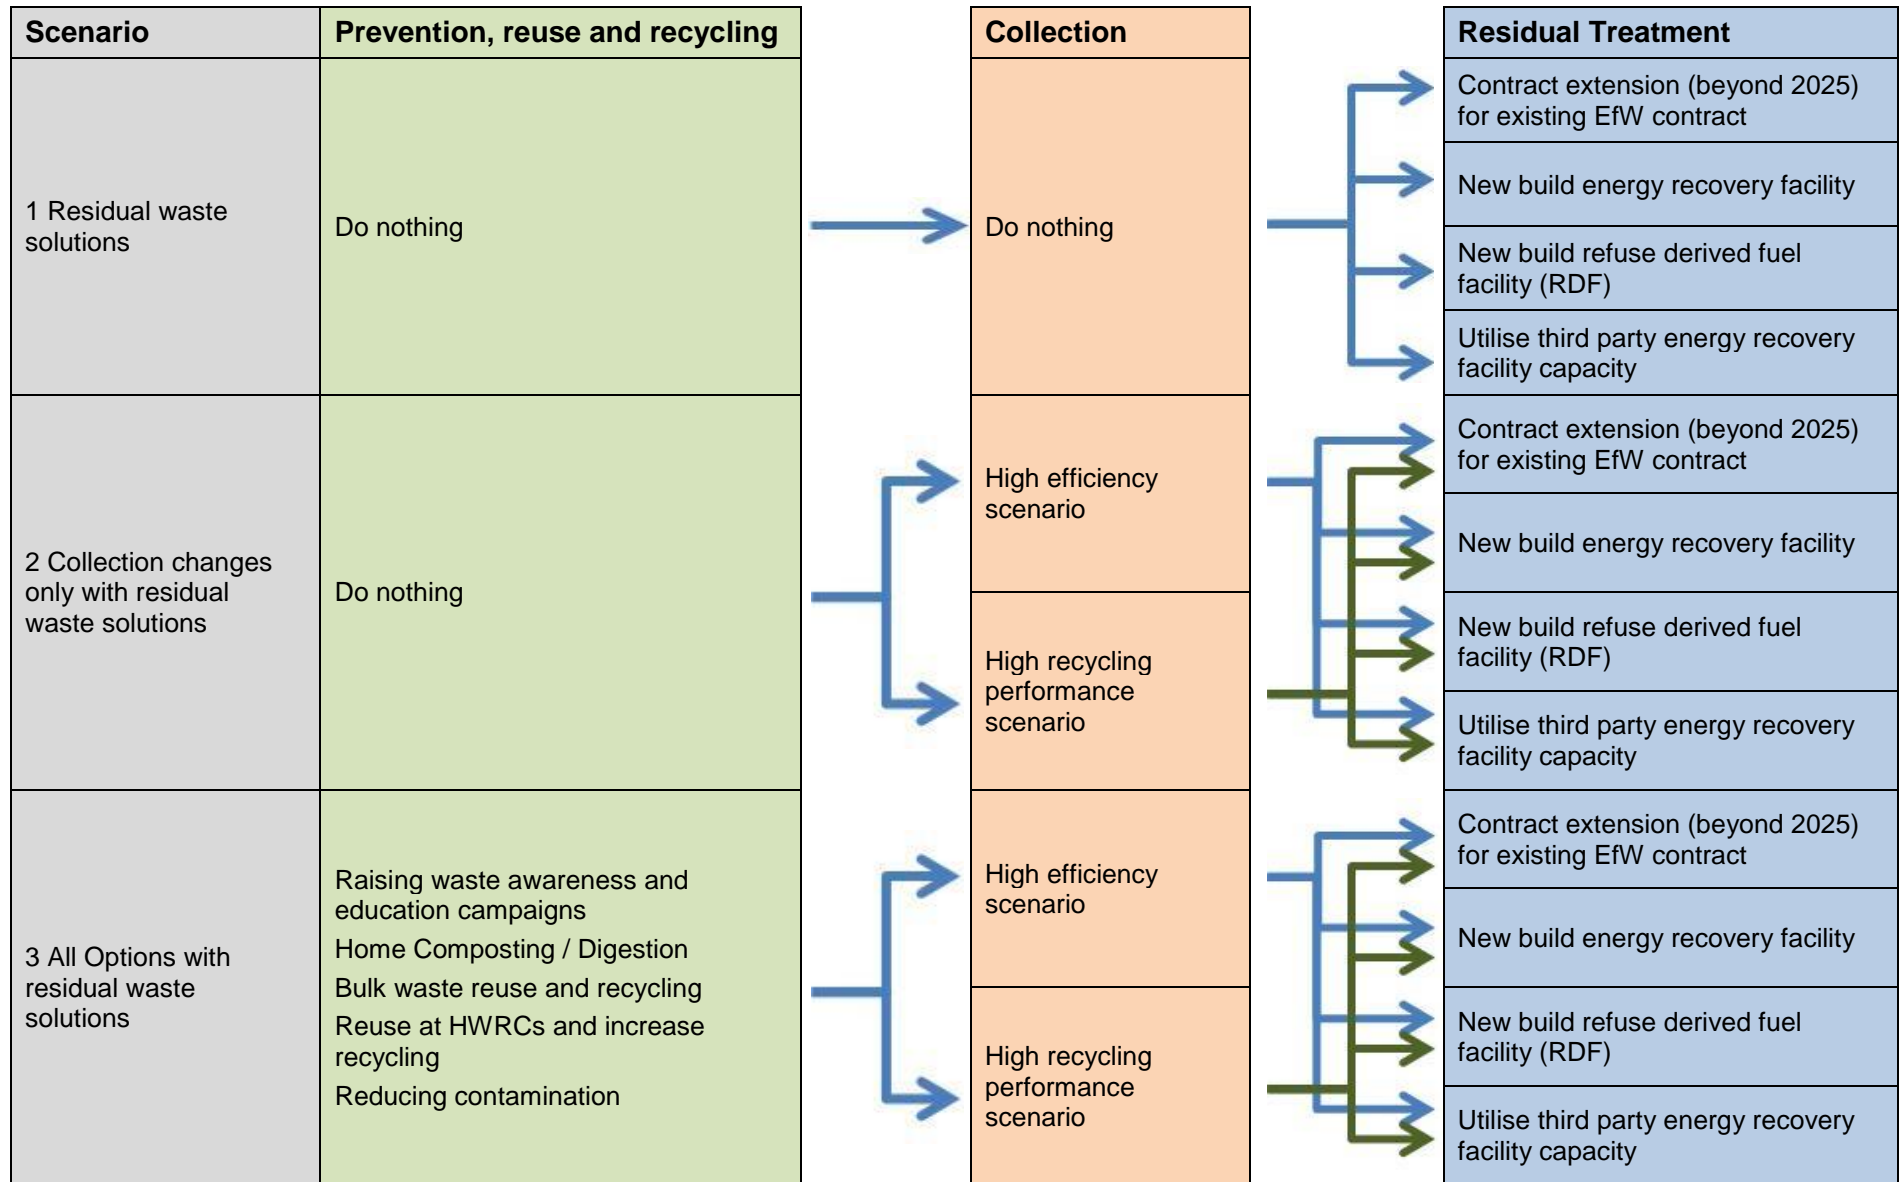 Scenario
Prevention, reuse and recycling
Collection
Residual Treatment
1 Residual waste
solutions
Do nothing
Do nothing
Contract extension (beyond 2025)
for existing EfW contract
New build energy recovery facility
New build refuse derived fuel
facility (RDF)
Utilise third party energy recovery
facility capacity
2 Collection changes
only with residual
waste solutions
Do nothing
High efficiency
scenario
High recycling
performance
scenario
Contract extension (beyond 2025)
for existing EfW contract
New build energy recovery facility
New build refuse derived fuel
facility (RDF)
Utilise third party energy recovery
facility capacity
3 All Options with
residual waste
solutions
Raising waste awareness and
education campaigns
Home Composting / Digestion
Bulk waste reuse and recycling
Reuse at HWRCs and increase
recycling
Reducing contamination
High efficiency
scenario
High recycling
performance
scenario
Contract extension (beyond 2025)
for existing EfW contract
New build energy recovery facility
New build refuse derived fuel
facility (RDF)
Utilise third party energy recovery
facility capacity